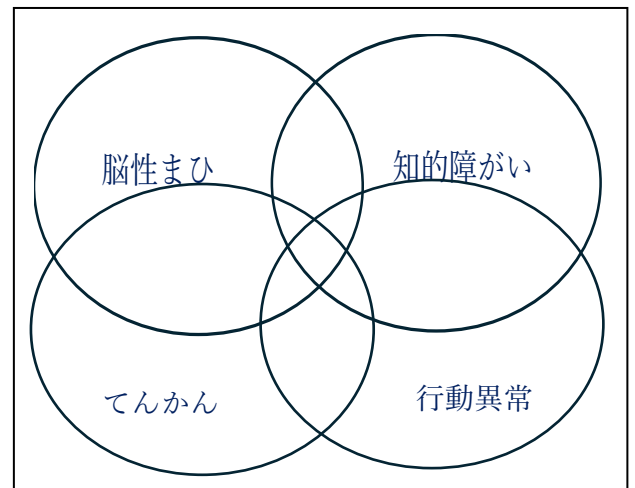 脳性まひ
知的障がい
てんかん
行動異常